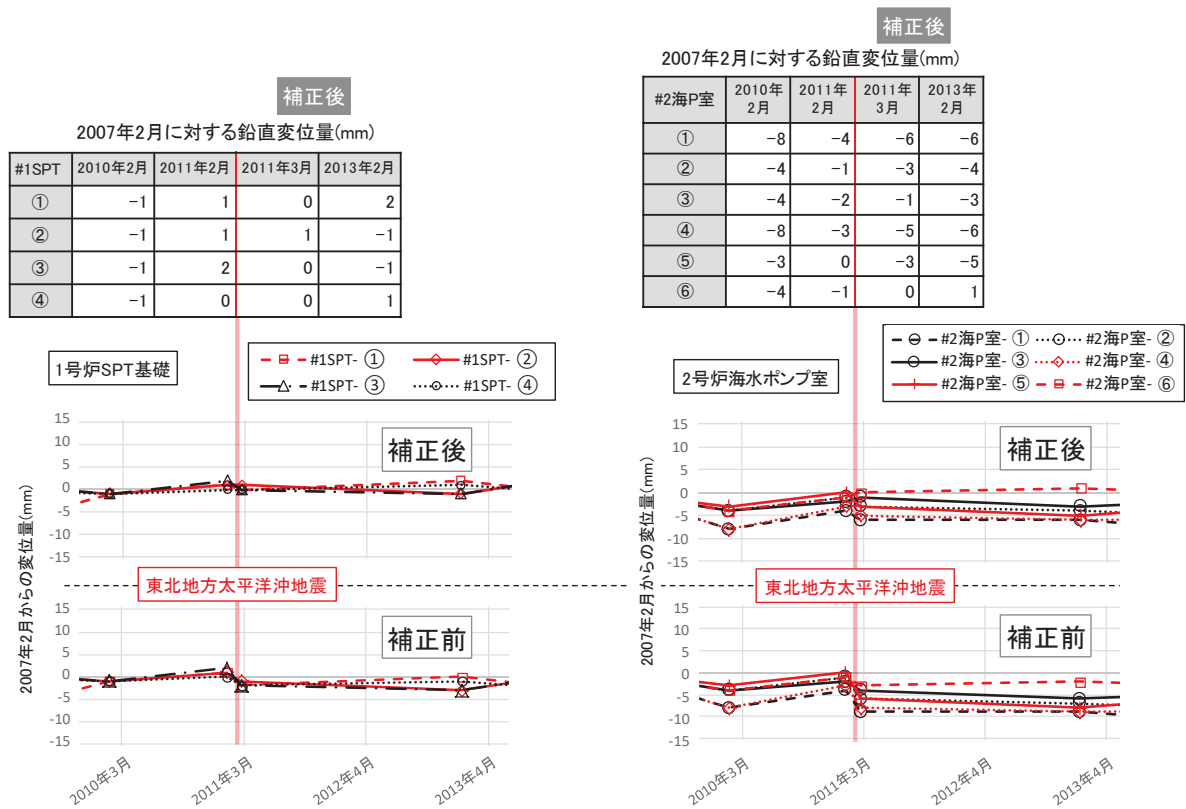 補正後
2007年2月に対する鉛直変位量(mm)
#1SPT 2010年2月 2011年2月 2011年3月 2013年2月
① −1 1 0 2
② −1 1 1 −1
③ −1 2 0 −1
④ −1 0 0 1
1号炉SPT基礎
#1SPT- ① #1SPT- ②
#1SPT- ③ #1SPT- ④
2007年2月からの変位量(mm)
15
10
5
0
-5
-10
-15
補正後
東北地方太平洋沖地震
15
10
5
0
-5
-10
-15
補正前
2010年3月 2011年3月 2012年4月 2013年4月
補正後
2007年2月に対する鉛直変位量(mm)
#2海P室 2010年2月 2011年2月 2011年3月 2013年2月
① −8 −4 −6 −6
② −4 −1 −3 −4
③ −4 −2 −1 −3
④ −8 −3 −5 −6
⑤ −3 0 −3 −5
⑥ −4 −1 0 1
2号炉海水ポンプ室
#2海P室- ① #2海P室- ②
#2海P室- ③ #2海P室- ④
#2海P室- ⑤ #2海P室- ⑥
2007年2月からの変位量(mm)
15
10
5
0
-5
-10
-15
補正後
東北地方太平洋沖地震
15
10
5
0
-5
-10
-15
補正前
2010年3月 2011年3月 2012年4月 2013年4月